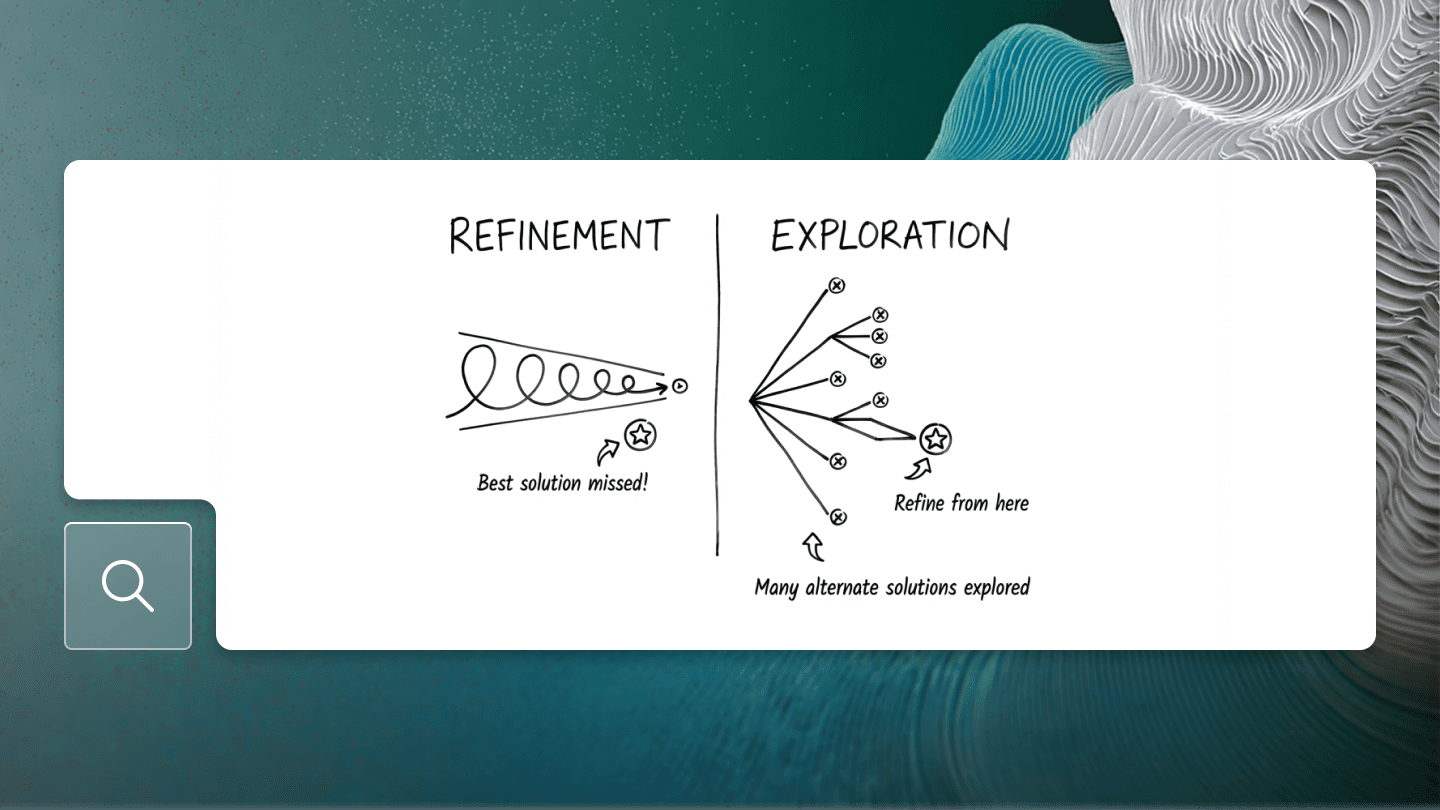 REFINEMENT
Best solution missed!
EXPLORATION
Refine from here
Many alternate solutions explored